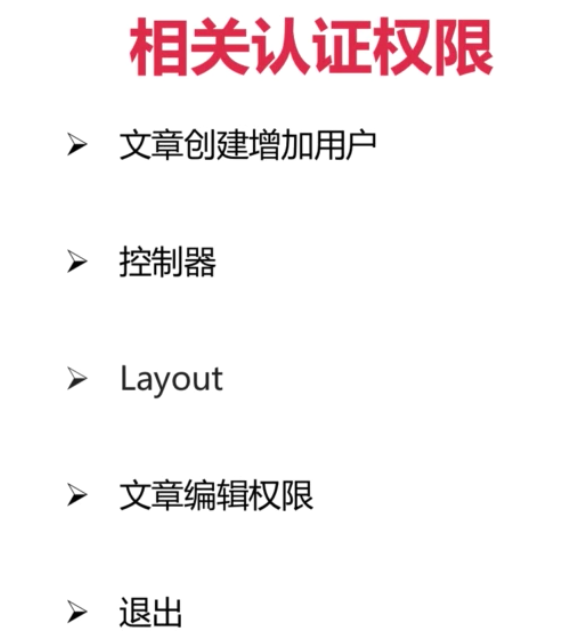 相关认证权限
➢ 文章创建增加用户
➢ 控制器
➢ Layout
➢ 文章编辑权限
➢ 退出